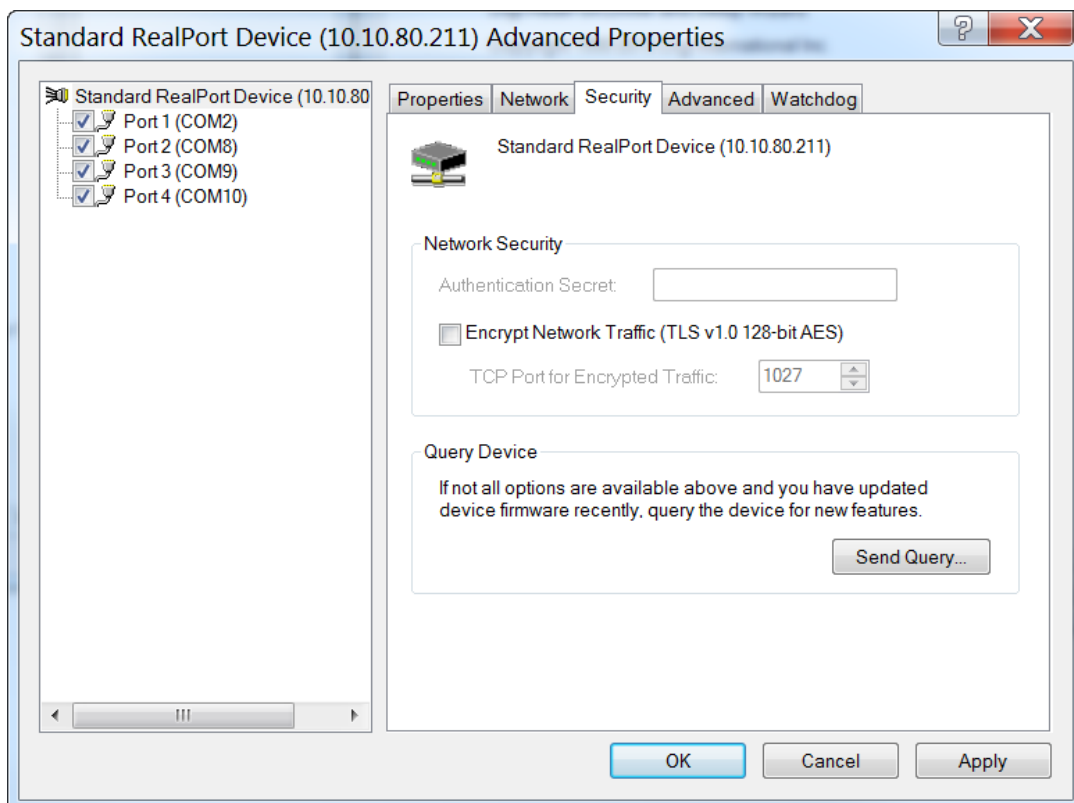 Standard RealPort Device (10.10.80.211) Advanced Properties
Standard RealPort Device (10.10.80
Port 1 (COM2)
Port 2 (COM8)
Port 3 (COM9)
Port 4 (COM10)
Properties Network Security Advanced Watchdog
Standard RealPort Device (10.10.80.211)
Network Security
Authentication Secret:
Encrypt Network Traffic (TLS v1.0 128-bit AES)
TCP Port for Encrypted Traffic: 1027
Query Device
If not all options are available above and you have updated
device firmware recently, query the device for new features.
Send Query...
OK Cancel Apply